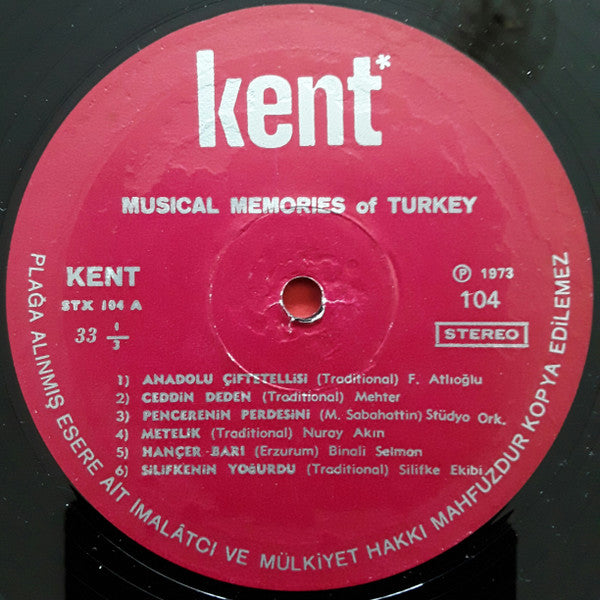 kent*
MUSICAL MEMORIES of TURKEY
KENT
STX 104 A
33 1/3
Ⓟ 1973
104
STEREO
1) ANADOLU ÇİFTETELLİSİ (Traditional) F. Atlıoğlu
2) CEDDİN DEDEN (Traditional) Mehter
3) PENCERENİN PERDESİNİ (M. Sabahattin) Stüdyo Ork.
4) METELİK (Traditional) Nuray Akın
5) HANÇER BARI (Erzurum) Binali Selman
6) SİLİFKENİN YOĞURDU (Traditional) Silifke Ekibi
PLAĞA ALINMIŞ ESERE AİT İMALÂTCI VE MÜLKİYET HAKKI MAHFUZDUR KOPYA EDİLEMEZ